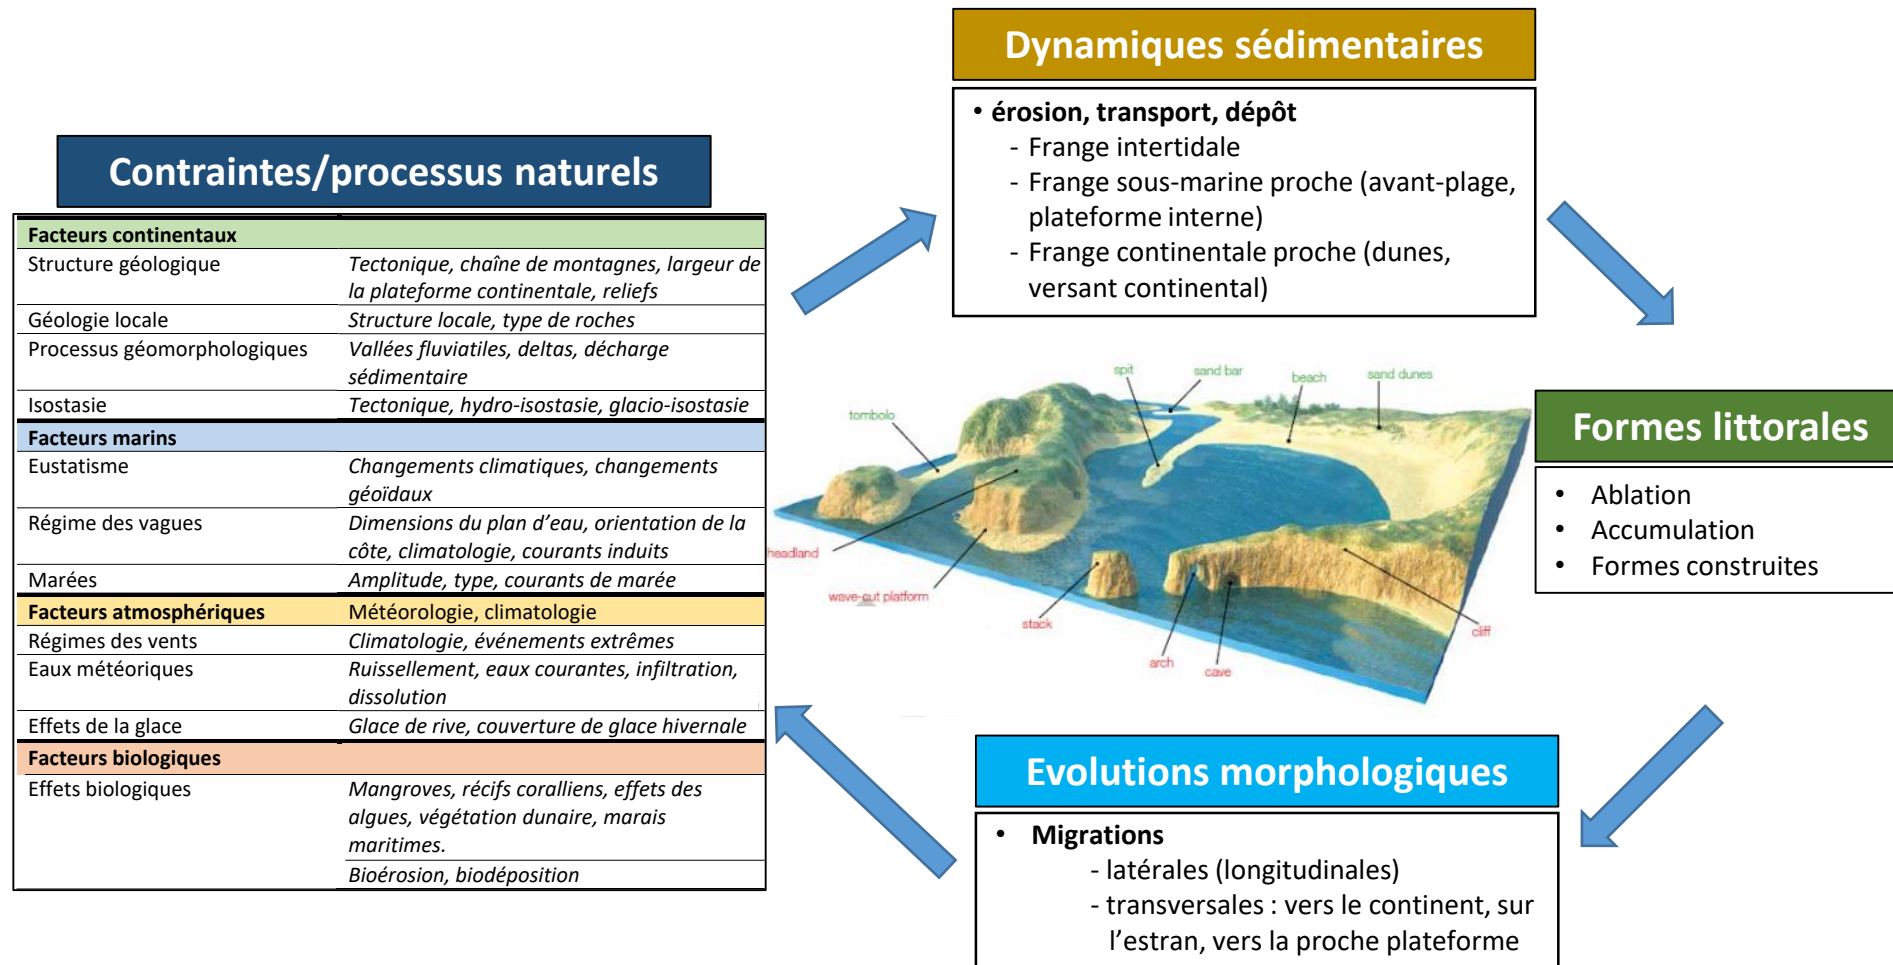 Contraintes/processus naturels
Facteurs continentaux
Structure géologique
Tectonique, chaîne de montagnes, largeur de
la plateforme continentale, reliefs
Géologie locale
Structure locale, type de roches
Processus géomorphologiques
Vallées fluviatiles, deltas, décharge
sédimentaire
Isostasie
Tectonique, hydro-isostasie, glacio-isostasie
Facteurs marins
Eustatisme
Changements climatiques, changements
géoïdaux
Régime des vagues
Dimensions du plan d’eau, orientation de la
côte, climatologie, courants induits
Marées
Amplitude, type, courants de marée
Facteurs atmosphériques
Météorologie, climatologie
Régimes des vents
Climatologie, événements extrêmes
Eaux météoriques
Ruissellement, eaux courantes, infiltration,
dissolution
Effets de la glace
Glace de rive, couverture de glace hivernale
Facteurs biologiques
Effets biologiques
Mangroves, récifs coralliens, effets des
algues, végétation dunaire, marais
maritimes.
Bioérosion, biodéposition
Dynamiques sédimentaires
• érosion, transport, dépôt
- Frange intertidale
- Frange sous-marine proche (avant-plage,
plateforme interne)
- Frange continentale proche (dunes,
versant continental)
spit
sand bar
beach
sand dunes
tombolo
headland
wave-cut platform
stack
arch
cave
cliff
Formes littorales
• Ablation
• Accumulation
• Formes construites
Evolutions morphologiques
• Migrations
- latérales (longitudinales)
- transversales : vers le continent, sur
l’estran, vers la proche plateforme